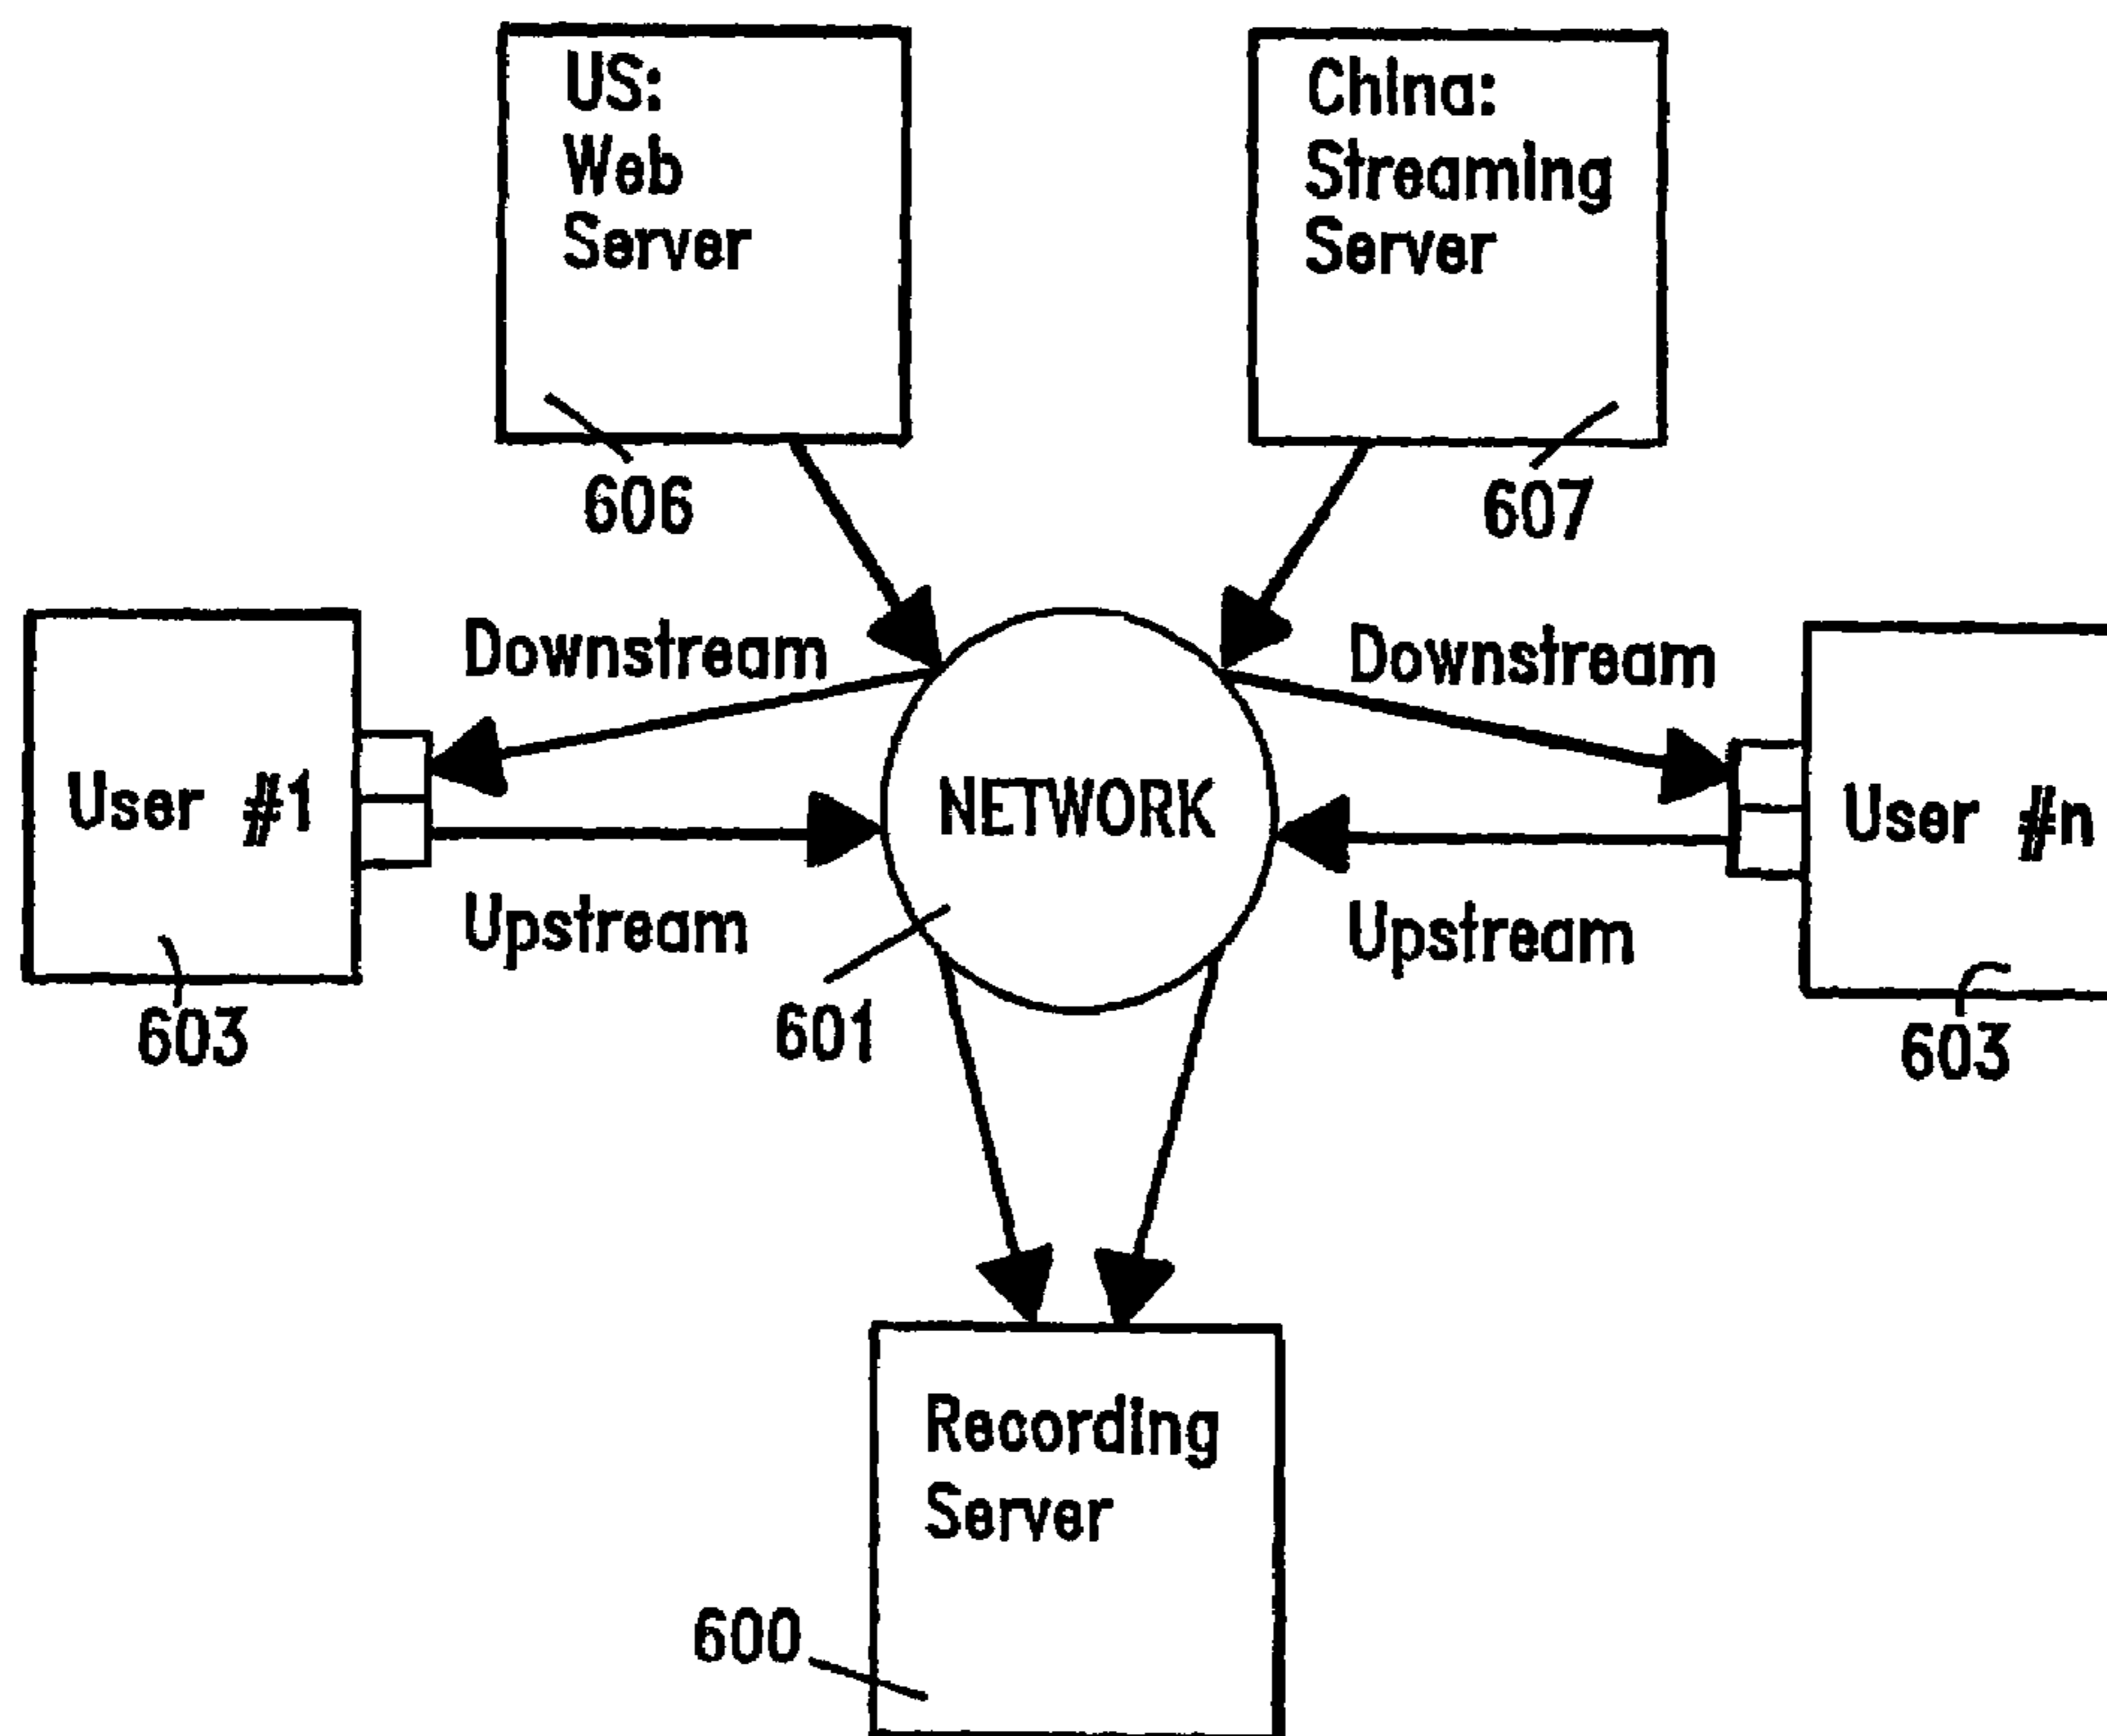 US:
Web
Server
China:
Streaming
Server
606
607
Downstream
Downstream
User #1
NETWORK
User #n
Upstream
Upstream
603
601
603
Recording
Server
600